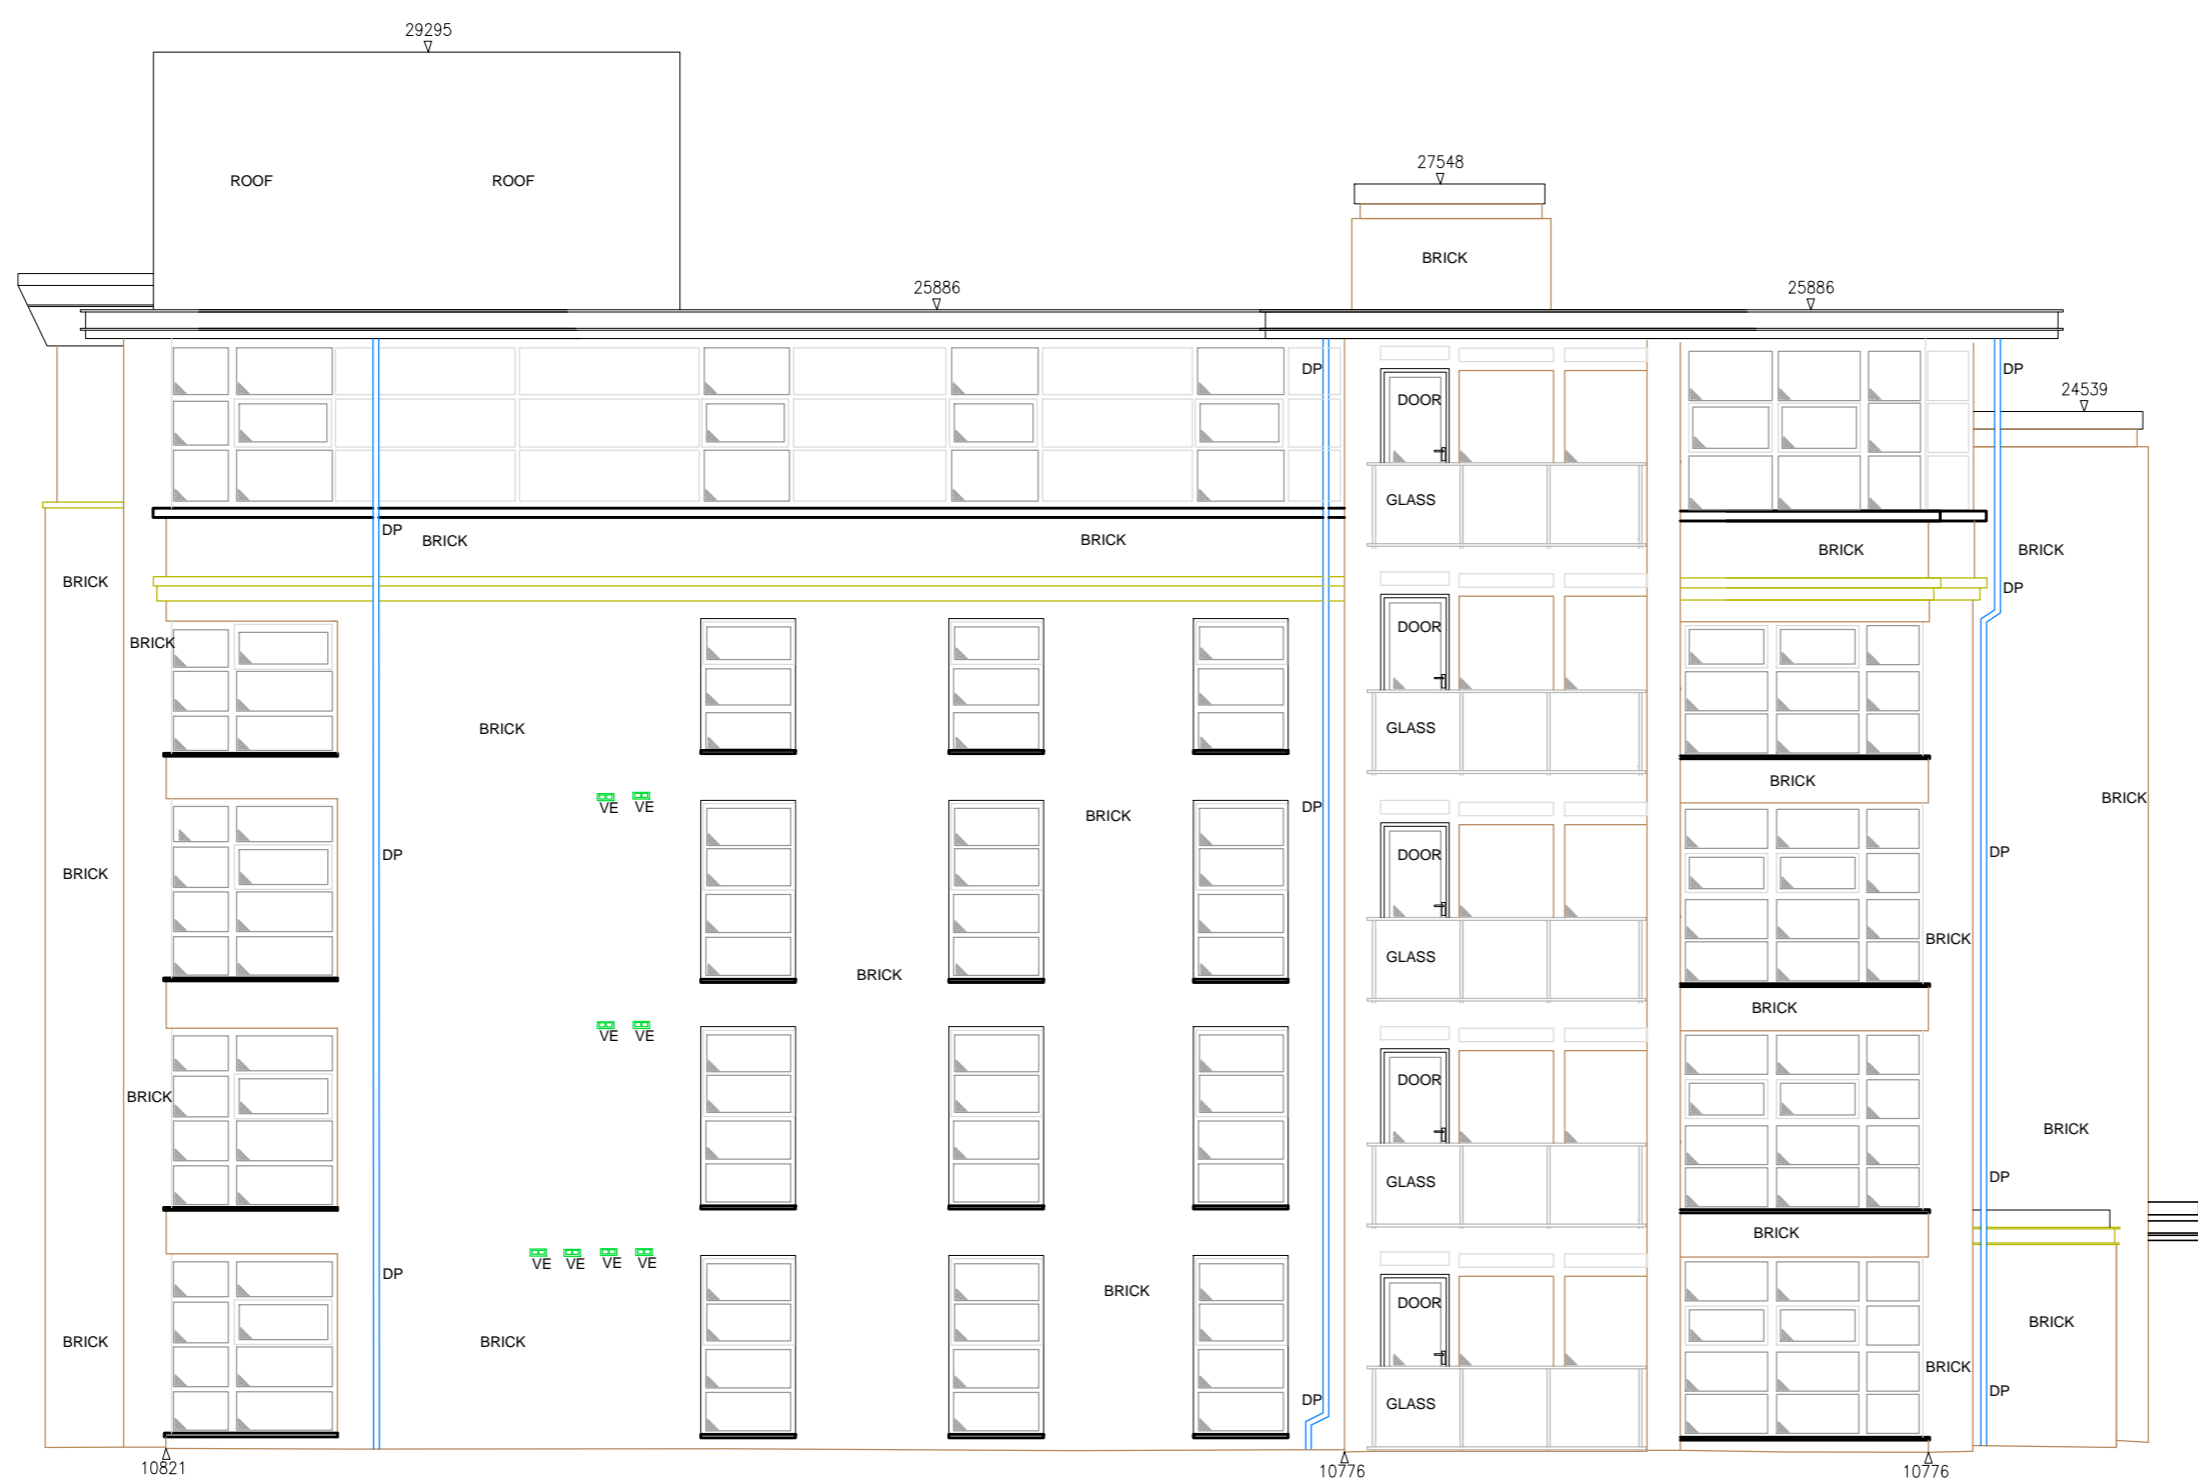 29295
27548
ROOF ROOF
BRICK
25886 25886
DP DP
24539
DOOR
GLASS
DP
BRICK BRICK BRICK BRICK
BRICK DP
DOOR
BRICK
BRICK GLASS
BRICK
VE VE DP BRICK
BRICK
DP DOOR DP
BRICK
BRICK
BRICK GLASS
BRICK
VE VE
DOOR
BRICK BRICK
DP
GLASS
BRICK
VE VE VE VE
DP
BRICK
DOOR
BRICK BRICK BRICK
BRICK
DP GLASS DP
10821 10776 10776